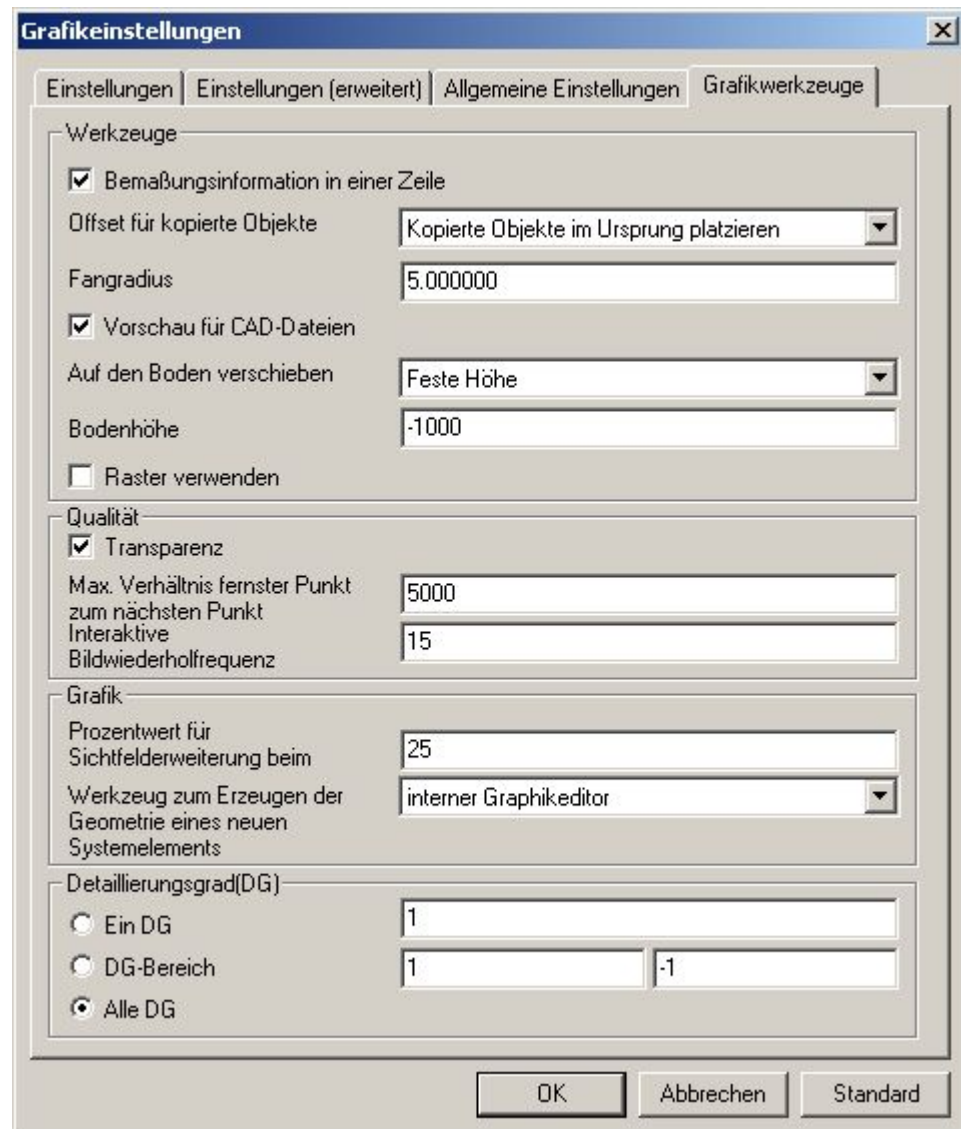 Grafikeinstellungen
Einstellungen
Einstellungen (erweitert)
Allgemeine Einstellungen
Grafikwerkzeuge
Werkzeuge
Bemaßungsinformation in einer Zeile
Offset für kopierte Objekte
Kopierte Objekte im Ursprung platzieren
Fangradius
5.000000
Vorschau für CAD-Dateien
Auf den Boden verschieben
Feste Höhe
Bodenhöhe
-1000
Raster verwenden
Qualität
Transparenz
Max. Verhältnis fernster Punkt
zum nächsten Punkt
5000
Interaktive
Bildwiederholfrequenz
15
Grafik
Prozentwert für
Sichtfelderweiterung beim
25
Werkzeug zum Erzeugen der
Geometrie eines neuen
Systemelements
interner Graphikeditor
Detaillierungsgrad(DG)
Ein DG
1
DG-Bereich
1
-1
Alle DG
OK
Abbrechen
Standard